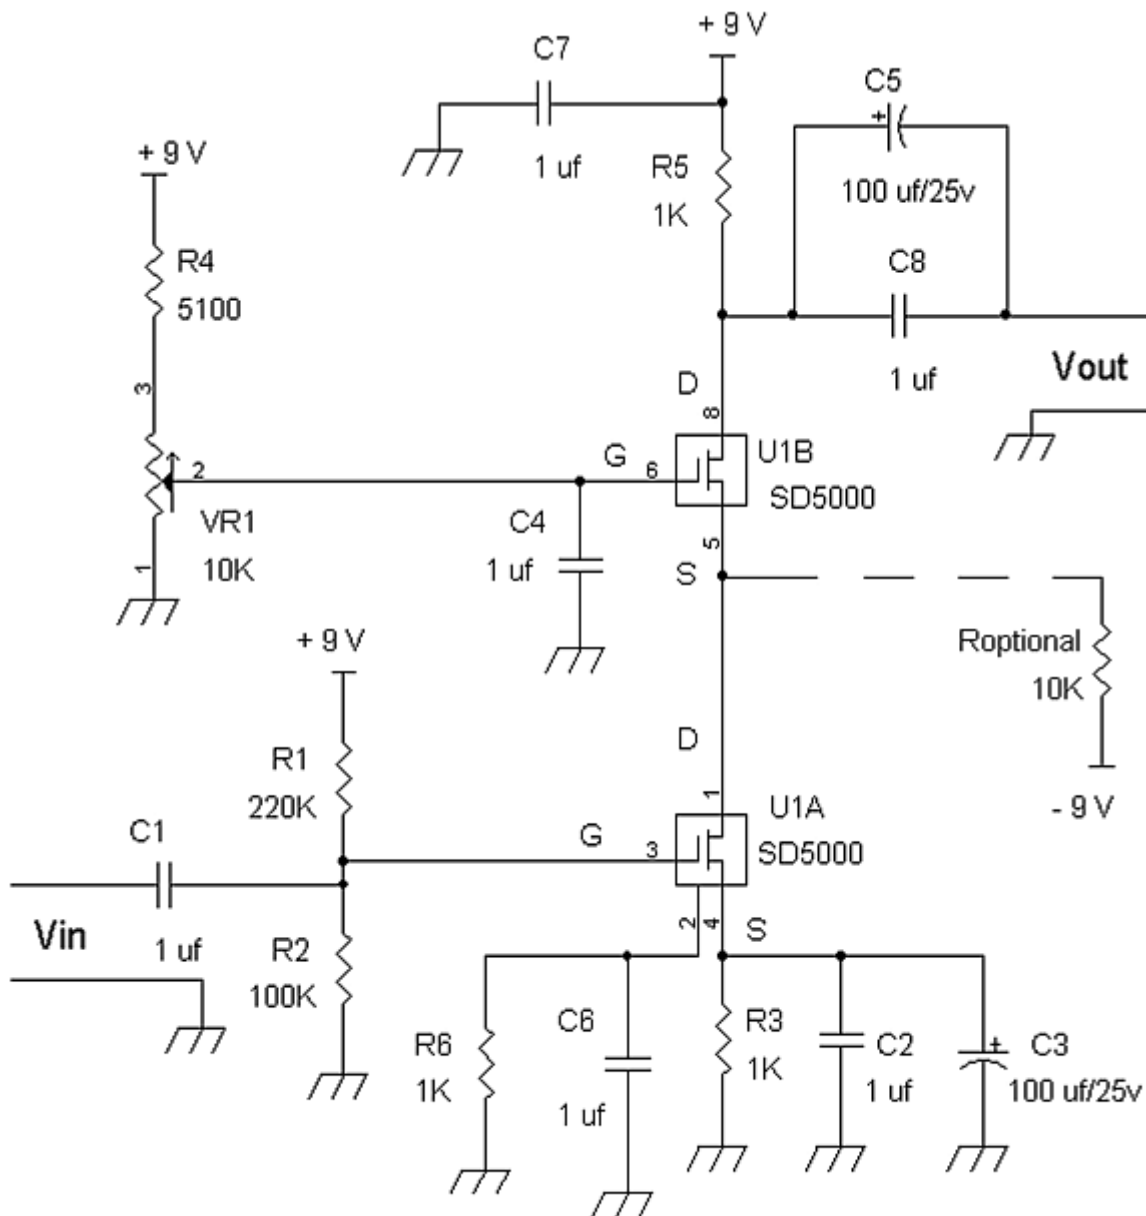 + 9 V
C7
1 uf
R5
1K
C5
+
100 uf/25v
C8
1 uf
Vout
+ 9 V
R4
5100
3
2
VR1
10K
1
D
8
G
6
U1B
SD5000
5
S
C4
1 uf
Roptional
10K
- 9 V
+ 9 V
R1
220K
C1
1 uf
Vin
R2
100K
D
1
U1A
G
3
SD5000
2
4
S
R6
1K
C6
1 uf
R3
1K
C2
1 uf
+
C3
100 uf/25v